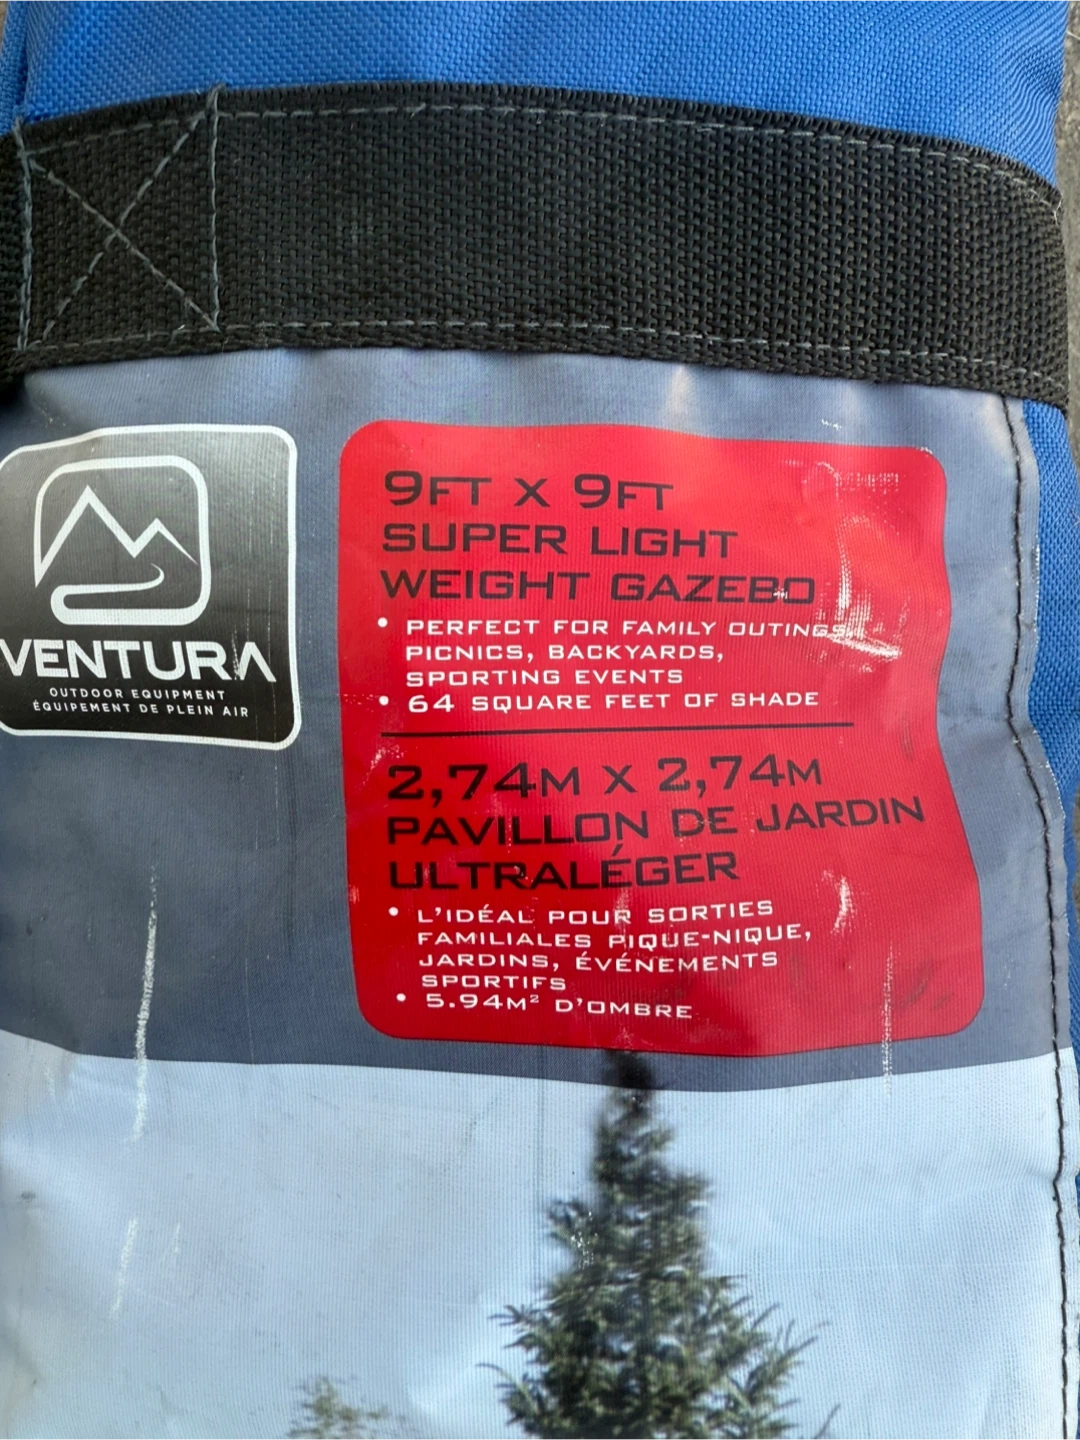 VENTURA
OUTDOOR EQUIPMENT
ÉQUIPEMENT DE PLEIN AIR
9FT X 9FT
SUPER LIGHT
WEIGHT GAZEBO
• PERFECT FOR FAMILY OUTINGS,
PICNICS, BACKYARDS,
SPORTING EVENTS
• 64 SQUARE FEET OF SHADE
2,74M X 2,74M
PAVILLON DE JARDIN
ULTRALÉGER
• L'IDÉAL POUR SORTIES
FAMILIALES PIQUE-NIQUE,
JARDINS, ÉVÉNEMENTS
SPORTIFS
• 5.94M² D'OMBRE